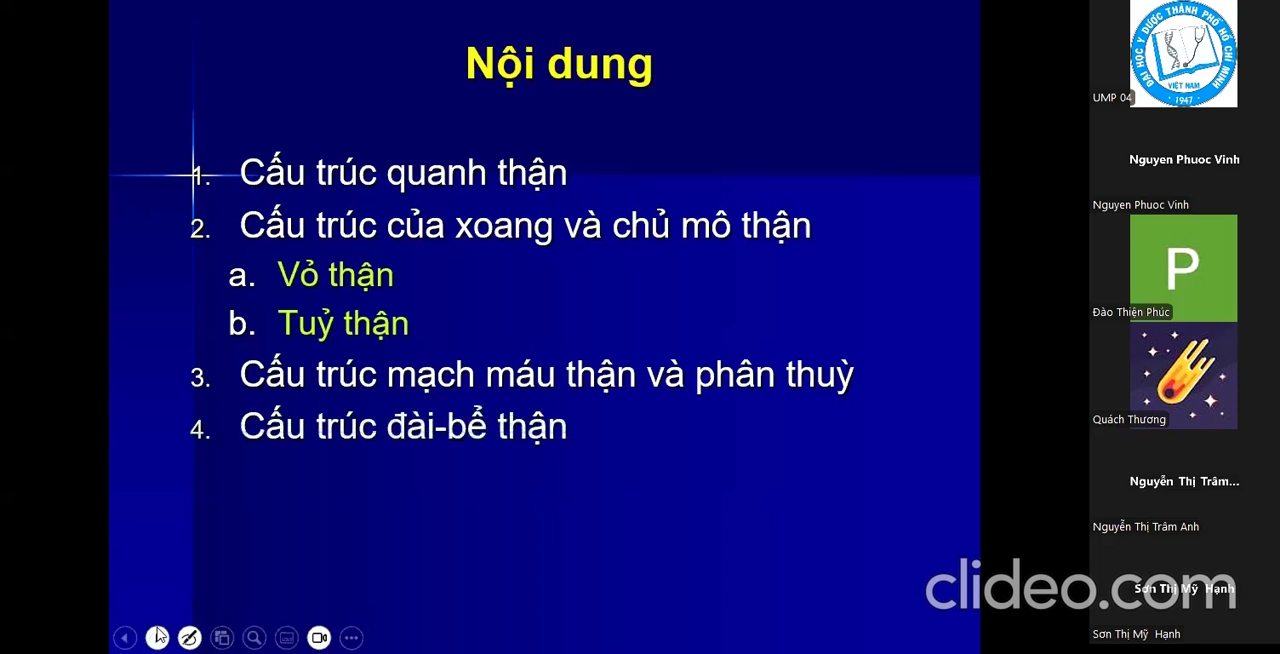 Nội dung
1. Cấu trúc quanh thận
2. Cấu trúc của xoang và chủ mô thận
a. Vỏ thận
b. Tuỷ thận
3. Cấu trúc mạch máu thận và phân thuỳ
4. Cấu trúc đài-bể thận
ĐẠI HỌC Y DƯỢC THÀNH PHỐ HỒ CHÍ MINH
VIỆT NAM
1947
UMP 04
Nguyen Phuoc Vinh
Nguyen Phuoc Vinh
P
Đào Thiện Phúc
Quách Thương
Nguyễn Thị Trâm...
Nguyễn Thị Trâm Anh
Sơn Thị Mỹ Hạnh
Sơn Thị Mỹ Hạnh
clideo.com